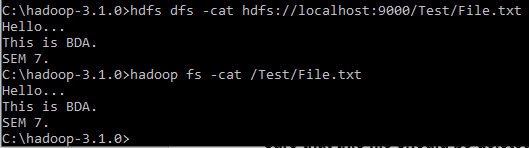 C:\hadoop-3.1.0>hdfs dfs -cat hdfs://localhost:9000/Test/File.txt
Hello...
This is BDA.
SEM 7.
C:\hadoop-3.1.0>hadoop fs -cat /Test/File.txt
Hello...
This is BDA.
SEM 7.
C:\hadoop-3.1.0>